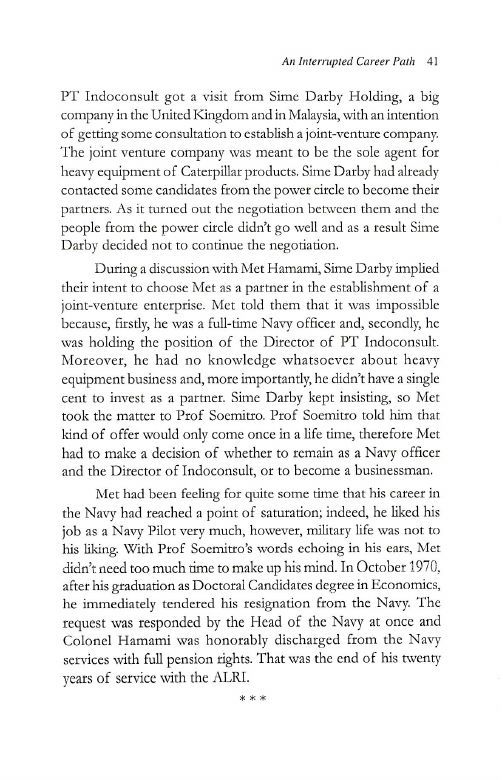 An Interrupted Career Path 41
PT Indoconsult got a visit from Sime Darby Holding, a big
company in the United Kingdom and in Malaysia, with an intention
of getting some consultation to establish a joint-venture company.
The joint venture company was meant to be the sole agent for
heavy equipment of Caterpillar products. Sime Darby had already
contacted some candidates from the power circle to become their
partners. As it turned out the negotiation between them and the
people from the power circle didn't go well and as a result Sime
Darby decided not to continue the negotiation.
During a discussion with Met Hamami, Sime Darby implied
their intent to choose Met as a partner in the establishment of a
joint-venture enterprise. Met told them that it was impossible
because, firstly, he was a full-time Navy officer and, secondly, he
was holding the position of the Director of PT Indoconsult.
Moreover, he had no knowledge whatsoever about heavy
equipment business and, more importantly, he didn't have a single
cent to invest as a partner. Sime Darby kept insisting, so Met
took the matter to Prof Soemitro. Prof Soemitro told him that
kind of offer would only come once in a life time, therefore Met
had to make a decision of whether to remain as a Navy officer
and the Director of Indoconsult, or to become a businessman.
Met had been feeling for quite some time that his career in
the Navy had reached a point of saturation; indeed, he liked his
job as a Navy Pilot very much, however, military life was not to
his liking. With Prof Soemitro's words echoing in his ears, Met
didn't need too much time to make up his mind. In October 1970,
after his graduation as Doctoral Candidates degree in Economics,
he immediately tendered his resignation from the Navy. The
request was responded by the Head of the Navy at once and
Colonel Hamami was honorably discharged from the Navy
services with full pension rights. That was the end of his twenty
years of service with the ALRI.
* * *